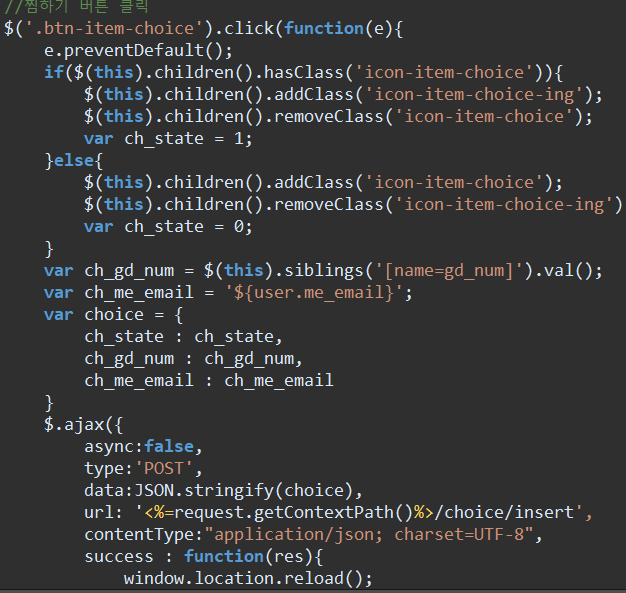 //찜하기 버튼 클릭
$('.btn-item-choice').click(function(e){
    e.preventDefault();
    if($(this).children().hasClass('icon-item-choice')){
        $(this).children().addClass('icon-item-choice-ing');
        $(this).children().removeClass('icon-item-choice');
        var ch_state = 1;
    }else{
        $(this).children().addClass('icon-item-choice');
        $(this).children().removeClass('icon-item-choice-ing')
        var ch_state = 0;
    }
    var ch_gd_num = $(this).siblings('[name=gd_num]').val();
    var ch_me_email = '${user.me_email}';
    var choice = {
        ch_state : ch_state,
        ch_gd_num : ch_gd_num,
        ch_me_email : ch_me_email
    }
    $.ajax({
        async:false,
        type:'POST',
        data:JSON.stringify(choice),
        url: '<%=request.getContextPath()%>/choice/insert',
        contentType:"application/json; charset=UTF-8",
        success : function(res){
            window.location.reload();